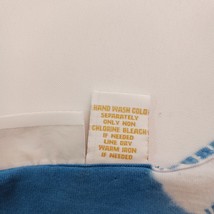 HAND WASH COLD
SEPARATELY
ONLY NON
CHLORINE BLEACH
IF NEEDED
LINE DRY
WARM IRON
IF NEEDED